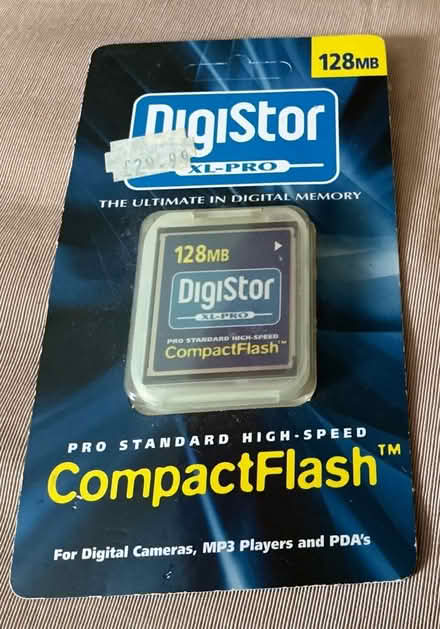 128MB
DigiStor
£29.99
XL-PRO
THE ULTIMATE IN DIGITAL MEMORY
128MB
DigiStor
XL-PRO
PRO STANDARD HIGH-SPEED
CompactFlash™
PRO STANDARD HIGH-SPEED
CompactFlash™
For Digital Cameras, MP3 Players and PDA's